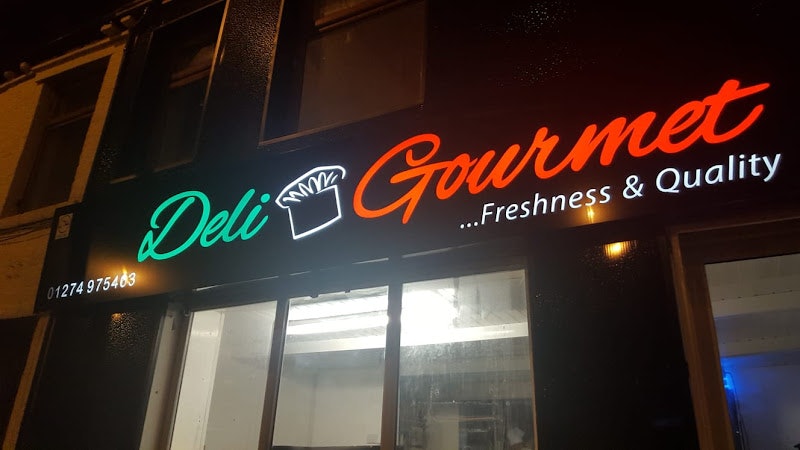 Deli Gourmet
...Freshness & Quality
01274 975463